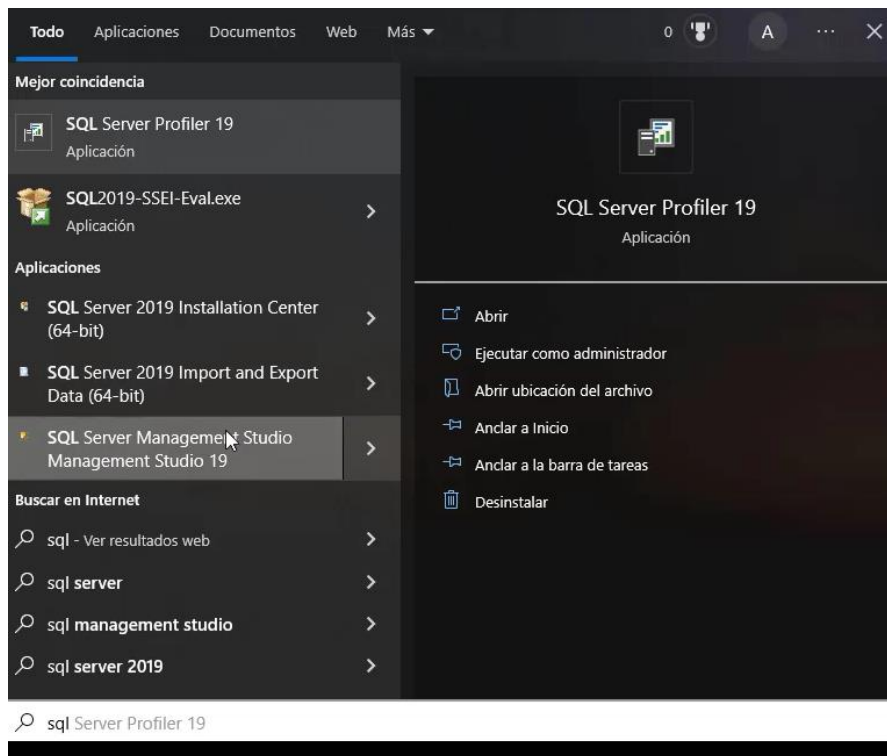 Todo Aplicaciones Documentos Web Más 0 A ...
Mejor coincidencia
SQL Server Profiler 19
Aplicación
SQL2019-SSEI-Eval.exe
Aplicación
Aplicaciones
SQL Server 2019 Installation Center
(64-bit)
SQL Server 2019 Import and Export
Data (64-bit)
SQL Server Management Studio
Management Studio 19
Buscar en Internet
sql - Ver resultados web
sql server
sql management studio
sql server 2019
sql Server Profiler 19
SQL Server Profiler 19
Aplicación
Abrir
Ejecutar como administrador
Abrir ubicación del archivo
Anclar a Inicio
Anclar a la barra de tareas
Desinstalar